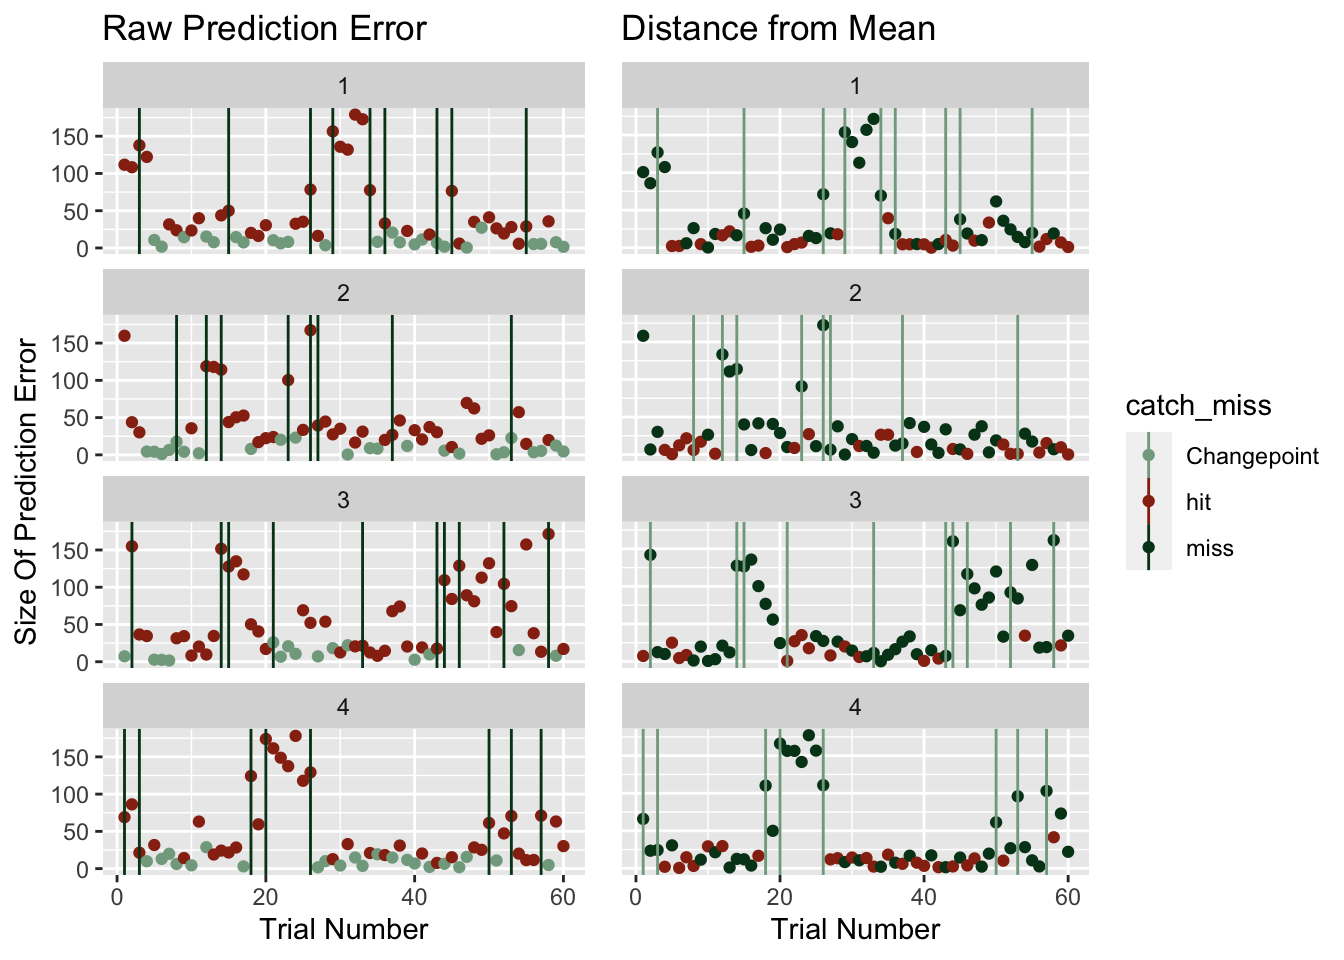 Raw Prediction Error
Distance from Mean
1
1
150
100
50
0
2
2
150
100
50
0
3
3
150
100
50
0
4
4
150
100
50
0
0 20 40 60
0 20 40 60
Trial Number
Trial Number
Size Of Prediction Error
catch_miss
Changepoint
hit
miss